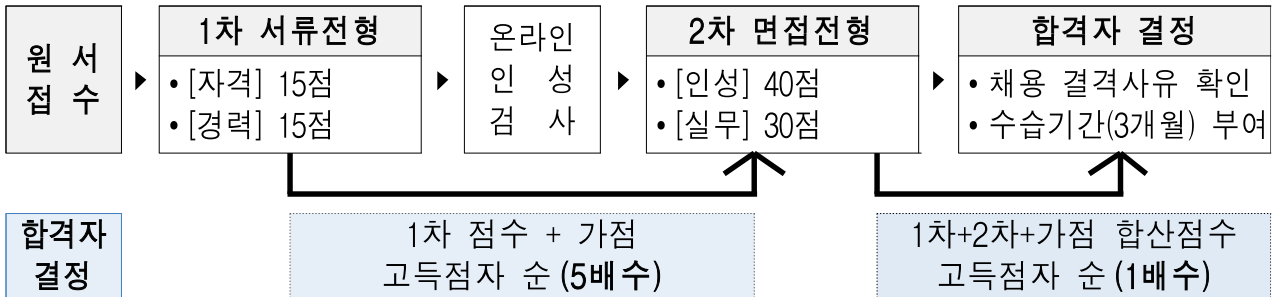 원 서
접 수
1차 서류전형
• [자격] 15점
• [경력] 15점
온라인
인 성
검 사
2차 면접전형
• [인성] 40점
• [실무] 30점
합격자 결정
• 채용 결격사유 확인
• 수습기간(3개월) 부여
합격자
결정
1차 점수 + 가점
고득점자 순 (5배수)
1차+2차+가점 합산점수
고득점자 순 (1배수)